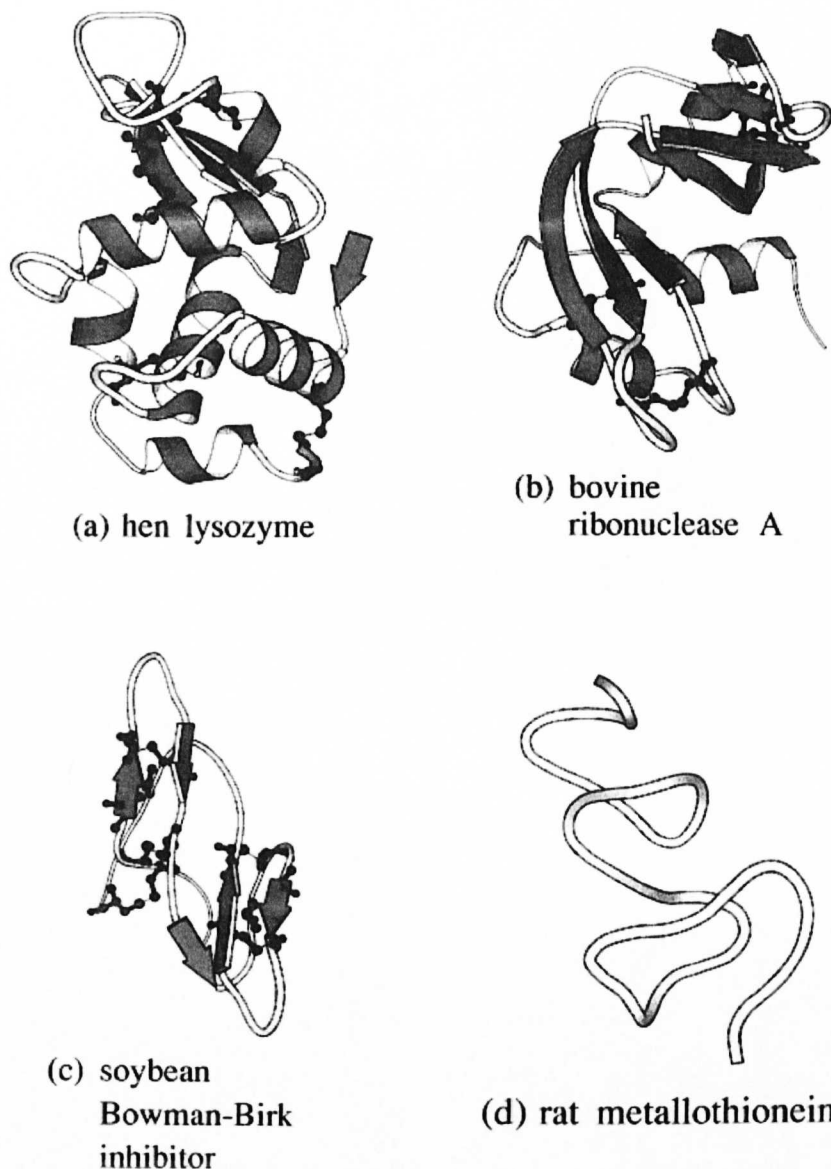 (a) hen lysozyme
(b) bovine
ribonuclease A
(c) soybean
Bowman-Birk
inhibitor
(d) rat metallothionein